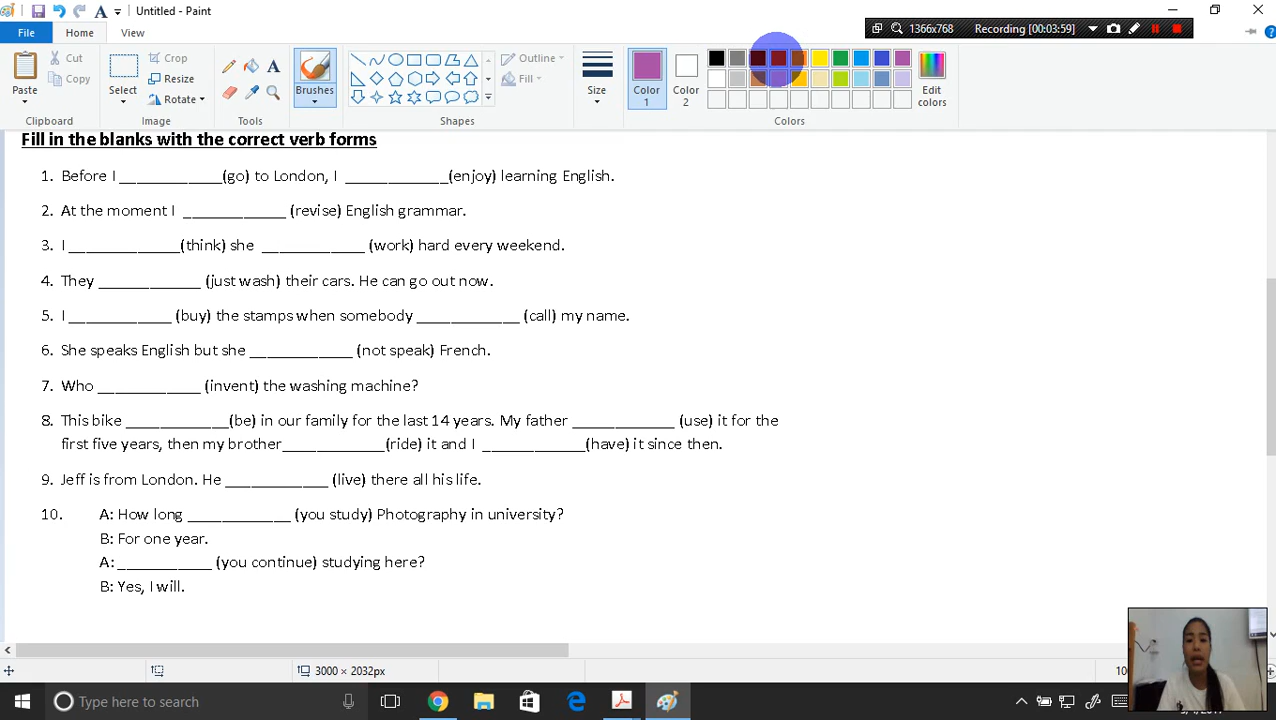 Untitled - Paint
1366x768 Recording [00:03:59]
File Home View
Paste Cut Copy Clipboard
Select Crop Resize Rotate Image
Tools
Brushes
Shapes Outline Fill
Size
Color 1 Color 2 Edit colors Colors
Fill in the blanks with the correct verb forms
1. Before I ____________(go) to London, I ____________(enjoy) learning English.
2. At the moment I ____________ (revise) English grammar.
3. I _____________(think) she ____________ (work) hard every weekend.
4. They ____________ (just wash) their cars. He can go out now.
5. I ____________ (buy) the stamps when somebody ____________ (call) my name.
6. She speaks English but she ____________ (not speak) French.
7. Who ____________ (invent) the washing machine?
8. This bike ____________(be) in our family for the last 14 years. My father ____________ (use) it for the
first five years, then my brother____________(ride) it and I ____________(have) it since then.
9. Jeff is from London. He ____________ (live) there all his life.
10. A: How long ____________ (you study) Photography in university?
B: For one year.
A: ___________ (you continue) studying here?
B: Yes, I will.
3000 × 2032px
Type here to search